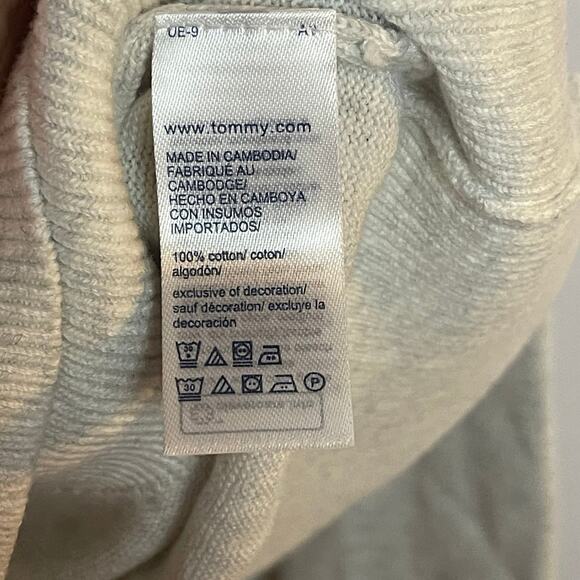 UE-9
www.tommy.com
MADE IN CAMBODIA/
FABRIQUÉ AU
CAMBODGE/
HECHO EN CAMBOYA
CON INSUMOS
IMPORTADOS/
100% cotton/ coton/
algodón/
exclusive of decoration/
sauf décoration/ excluye la
decoración
30
30 P